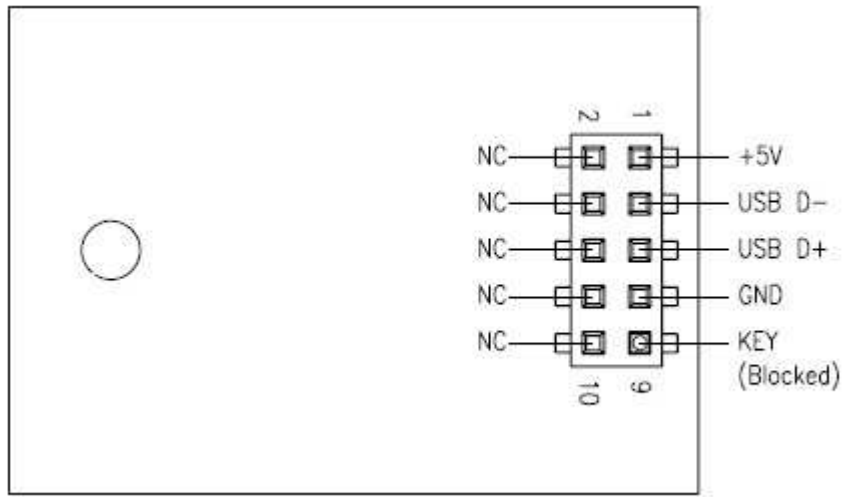 2 1
NC +5V
NC USB D-
NC USB D+
NC GND
NC KEY
(Blocked)
10 9